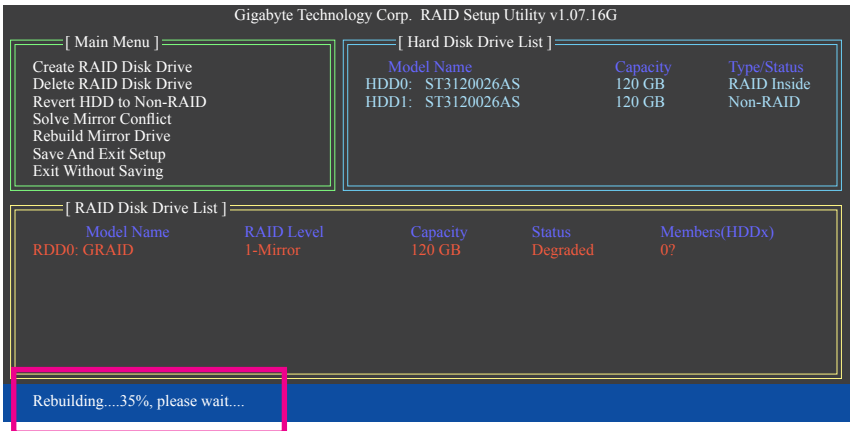 Gigabyte Technology Corp. RAID Setup Utility v1.07.16G
[ Main Menu ]
Create RAID Disk Drive
Delete RAID Disk Drive
Revert HDD to Non-RAID
Solve Mirror Conflict
Rebuild Mirror Drive
Save And Exit Setup
Exit Without Saving
[ Hard Disk Drive List ]
Model Name Capacity Type/Status
HDD0: ST3120026AS 120 GB RAID Inside
HDD1: ST3120026AS 120 GB Non-RAID
[ RAID Disk Drive List ]
Model Name RAID Level Capacity Status Members(HDDx)
RDD0: GRAID 1-Mirror 120 GB Degraded 0?
Rebuilding....35%, please wait....